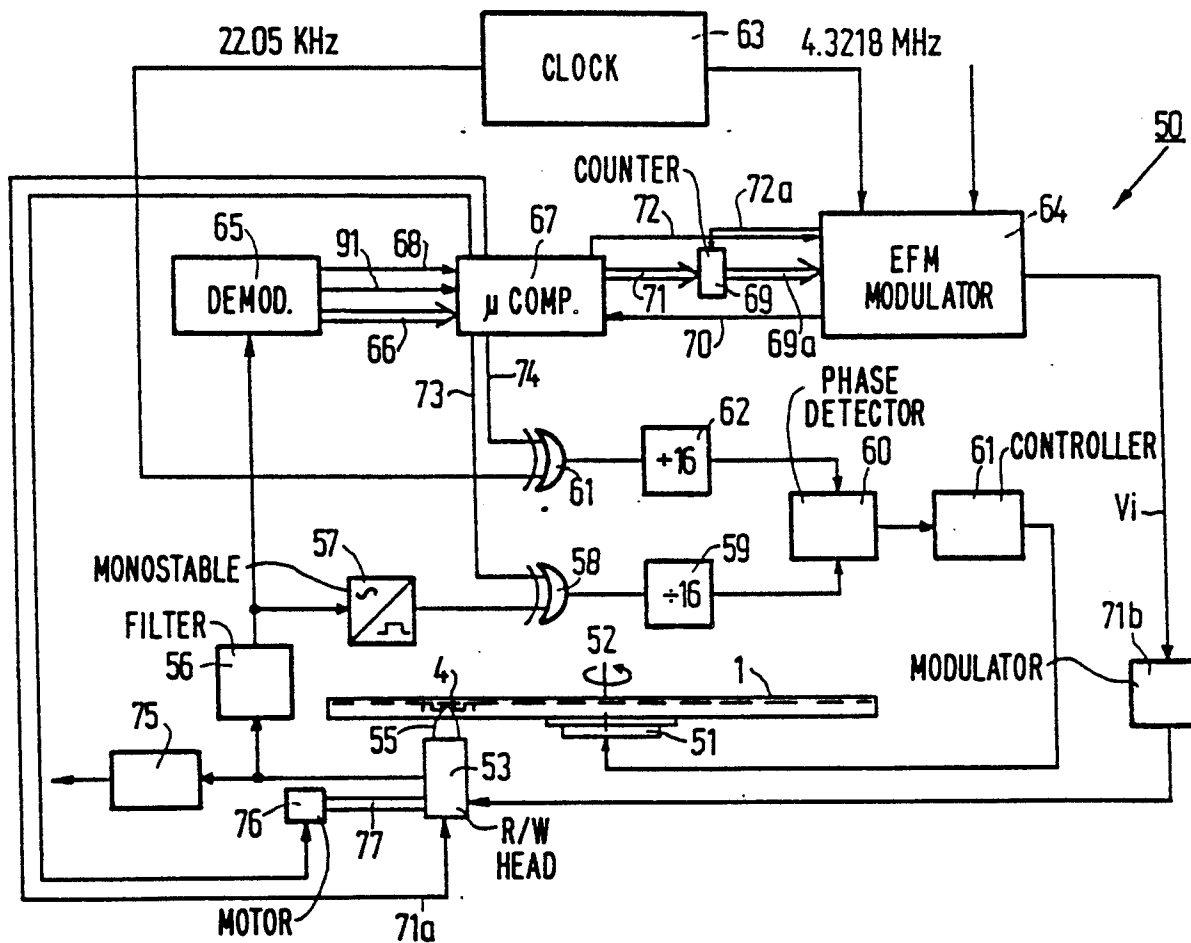 22.05 KHz
CLOCK
63
4.3218 MHz
50
COUNTER
72
72a
64
65
91
68
67
DEMOD.
μ COMP.
EFM
MODULATOR
66
71
69
70
69a
73
74
PHASE
DETECTOR
62
÷16
61
60
61
CONTROLLER
Vi
MONOSTABLE
57
58
59
÷16
FILTER
56
52
4
1
71b
MODULATOR
55
51
75
53
76
77
R/W
HEAD
MOTOR
71a